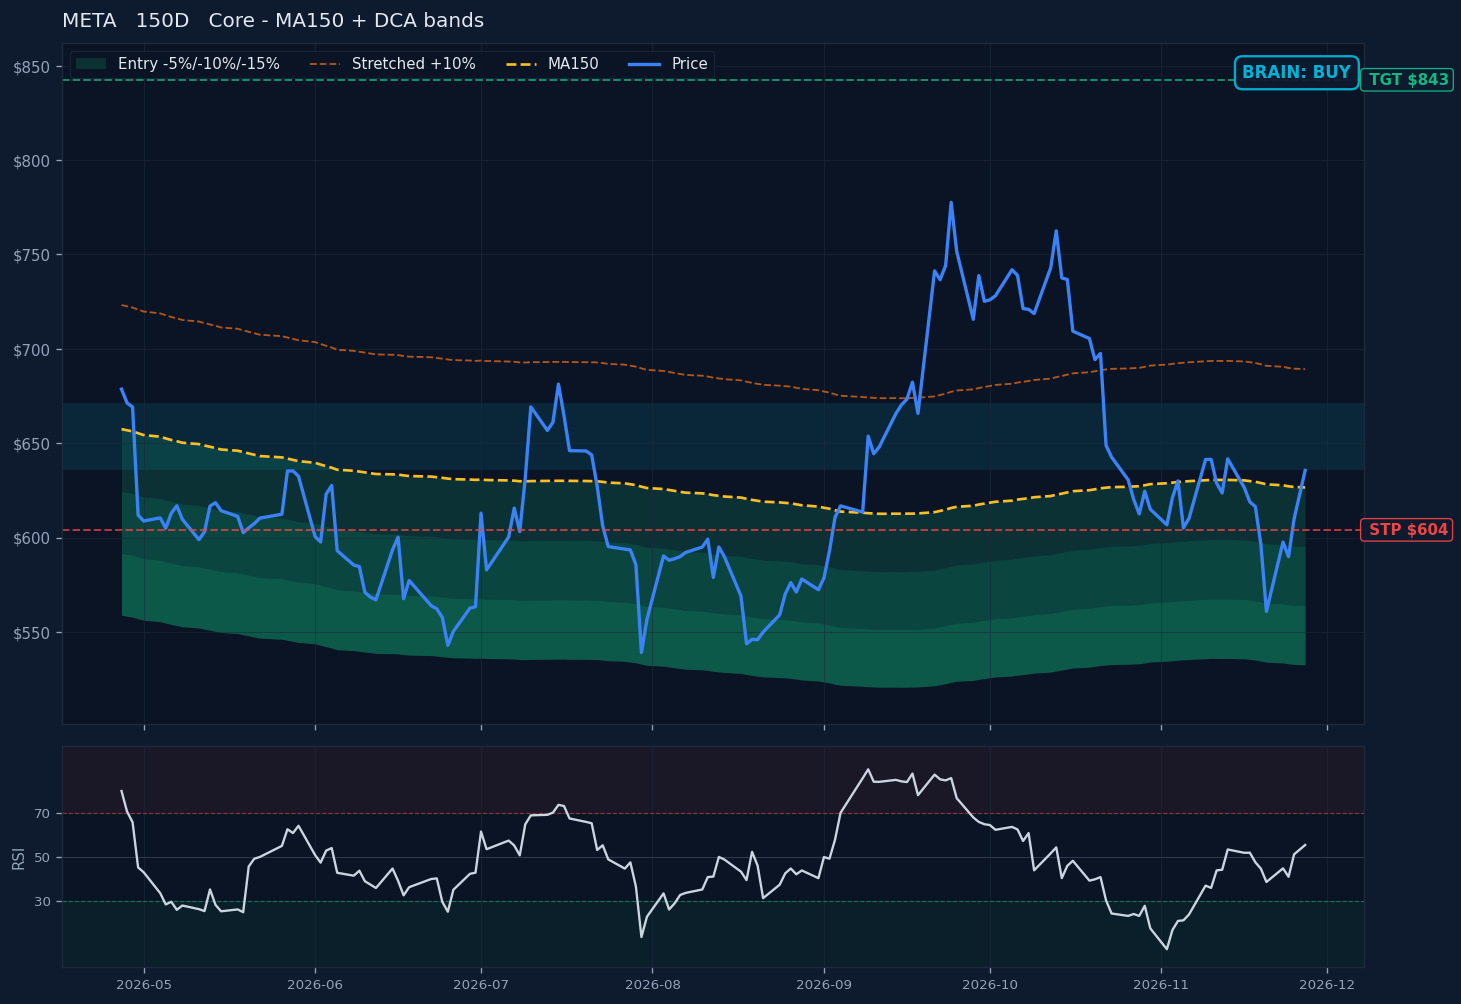 META 150D Core - MA150 + DCA bands
Entry -5%/-10%/-15%
Stretched +10%
MA150
Price
BRAIN: BUY
TGT $843
$850
$800
$750
$700
$650
$600
$550
STP $604
RSI
70
50
30
2026-05
2026-06
2026-07
2026-08
2026-09
2026-10
2026-11
2026-12